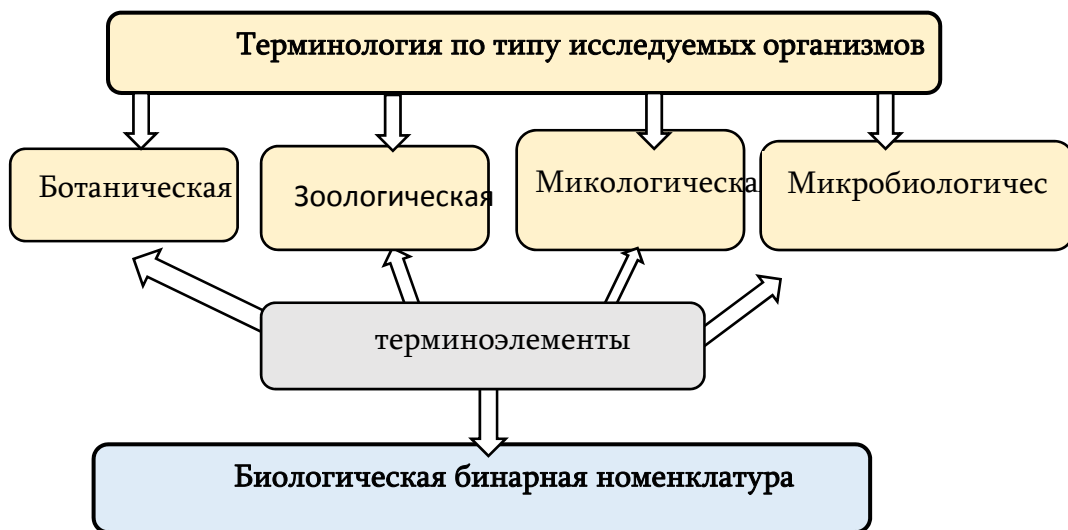 Терминология по типу исследуемых организмов
Ботаническая
Зоологическая
Микологическа
Микробиологичес
терминоэлементы
Биологическая бинарная номенклатура